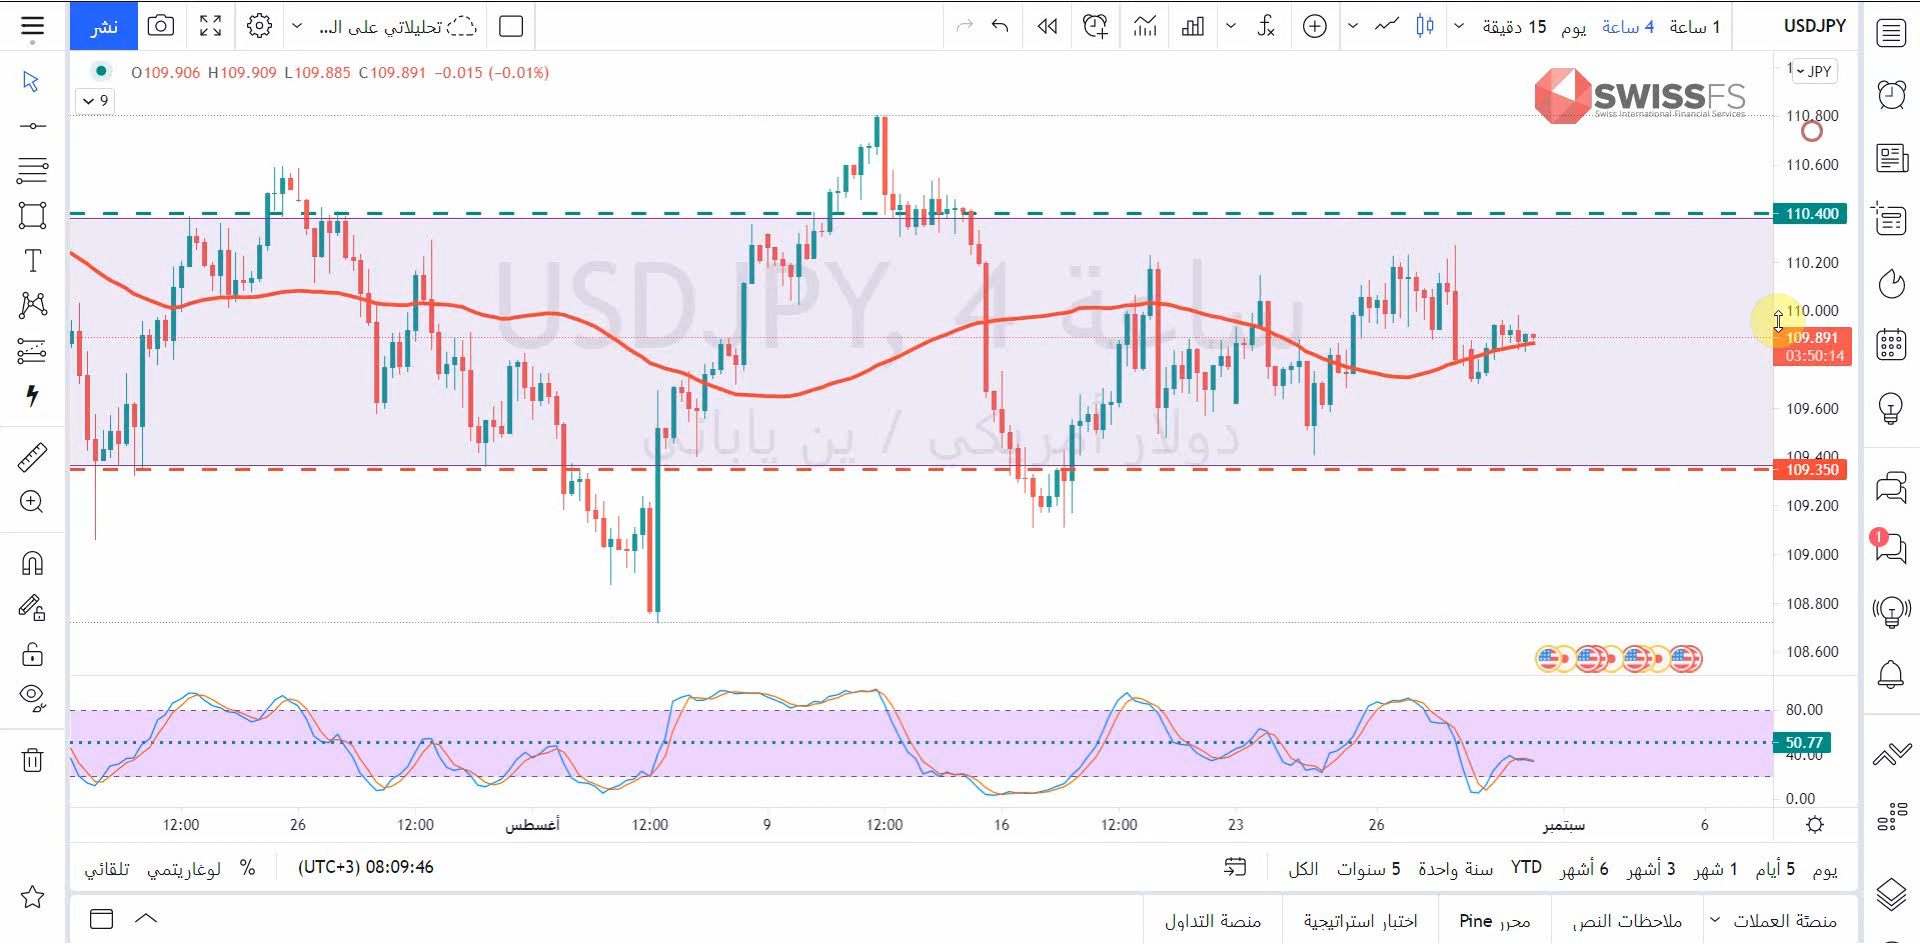 نشر
تحليلاتي على الـ...
15 دقيقة
يوم
4 ساعة
1 ساعة
USDJPY
O109.906 H109.909 L109.885 C109.891 −0.015 (−0.01%)
9
SWISSFS
Swiss International Financial Services
JPY
110.800
110.600
110.400
110.200
110.000
109.891
03:50:14
109.600
109.400
109.350
109.200
109.000
108.800
108.600
USDJPY, 4 ساعة
دولار أمريكي / ين ياباني
80.00
50.77
40.00
0.00
12:00
26
12:00
أغسطس
12:00
9
12:00
16
12:00
23
26
سبتمبر
6
تلقائي
لوغاريتمي
%
08:09:46 (UTC+3)
الكل
5 سنوات
سنة واحدة
YTD
6 أشهر
3 أشهر
1 شهر
5 أيام
يوم
منصة التداول
اختبار استراتيجية
محرر Pine
ملاحظات النص
منصئة العملات
1